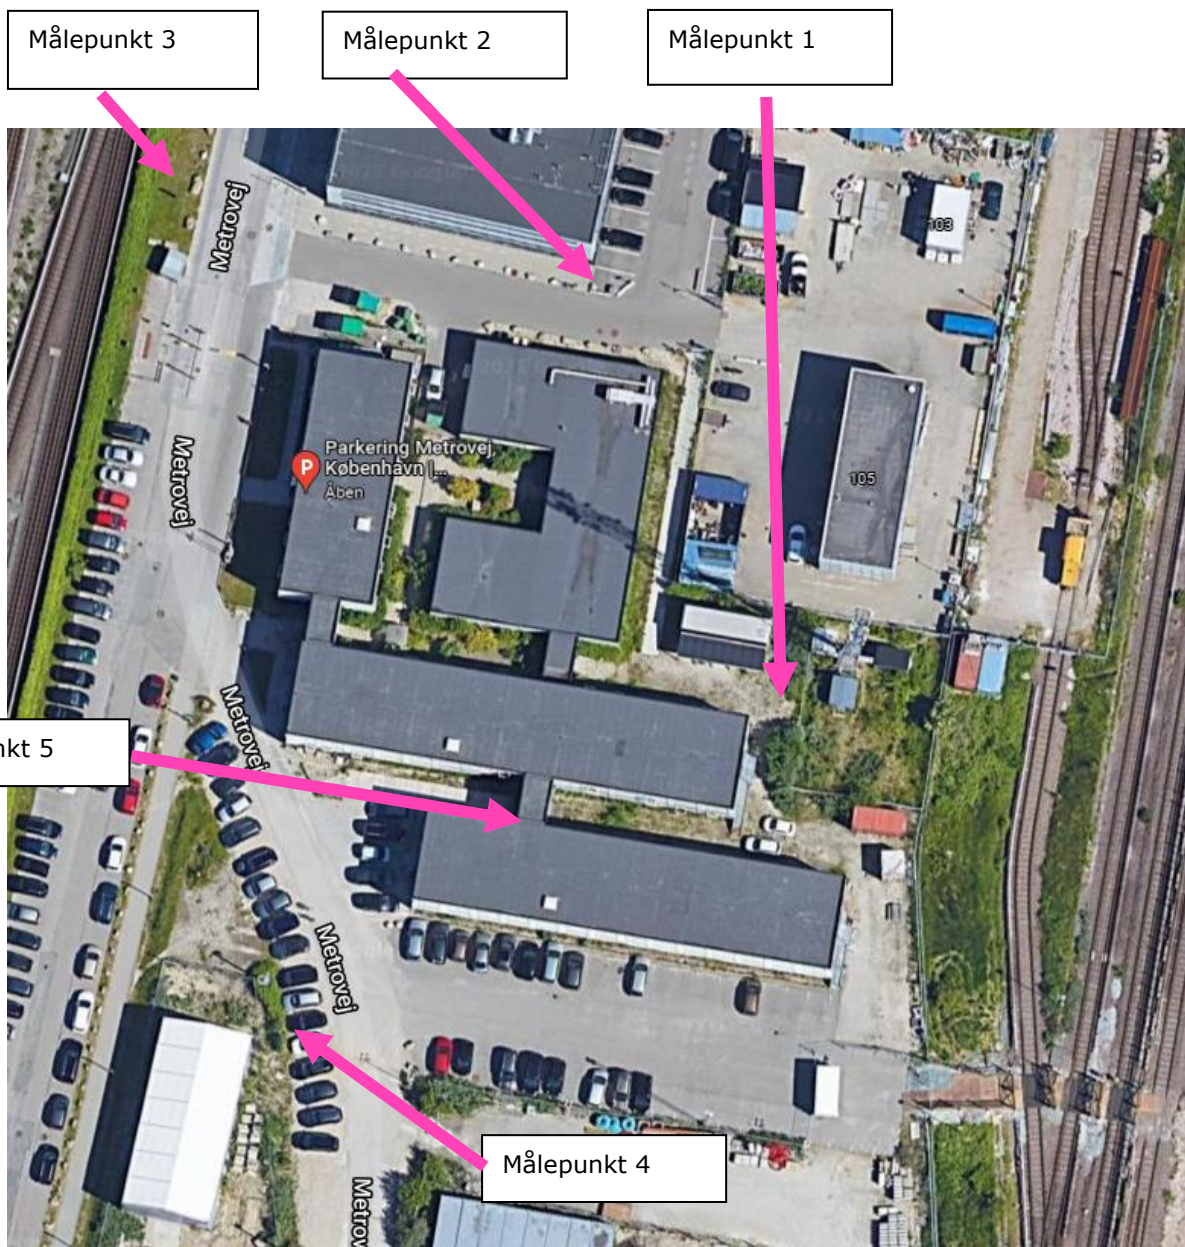 Målepunkt 3
Målepunkt 2
Målepunkt 1
Metrovej
103
Parkering Metrovej,
København |...
Åben
105
Metrovej
Metrovej
nkt 5
Metrovej
Målepunkt 4
Metrov